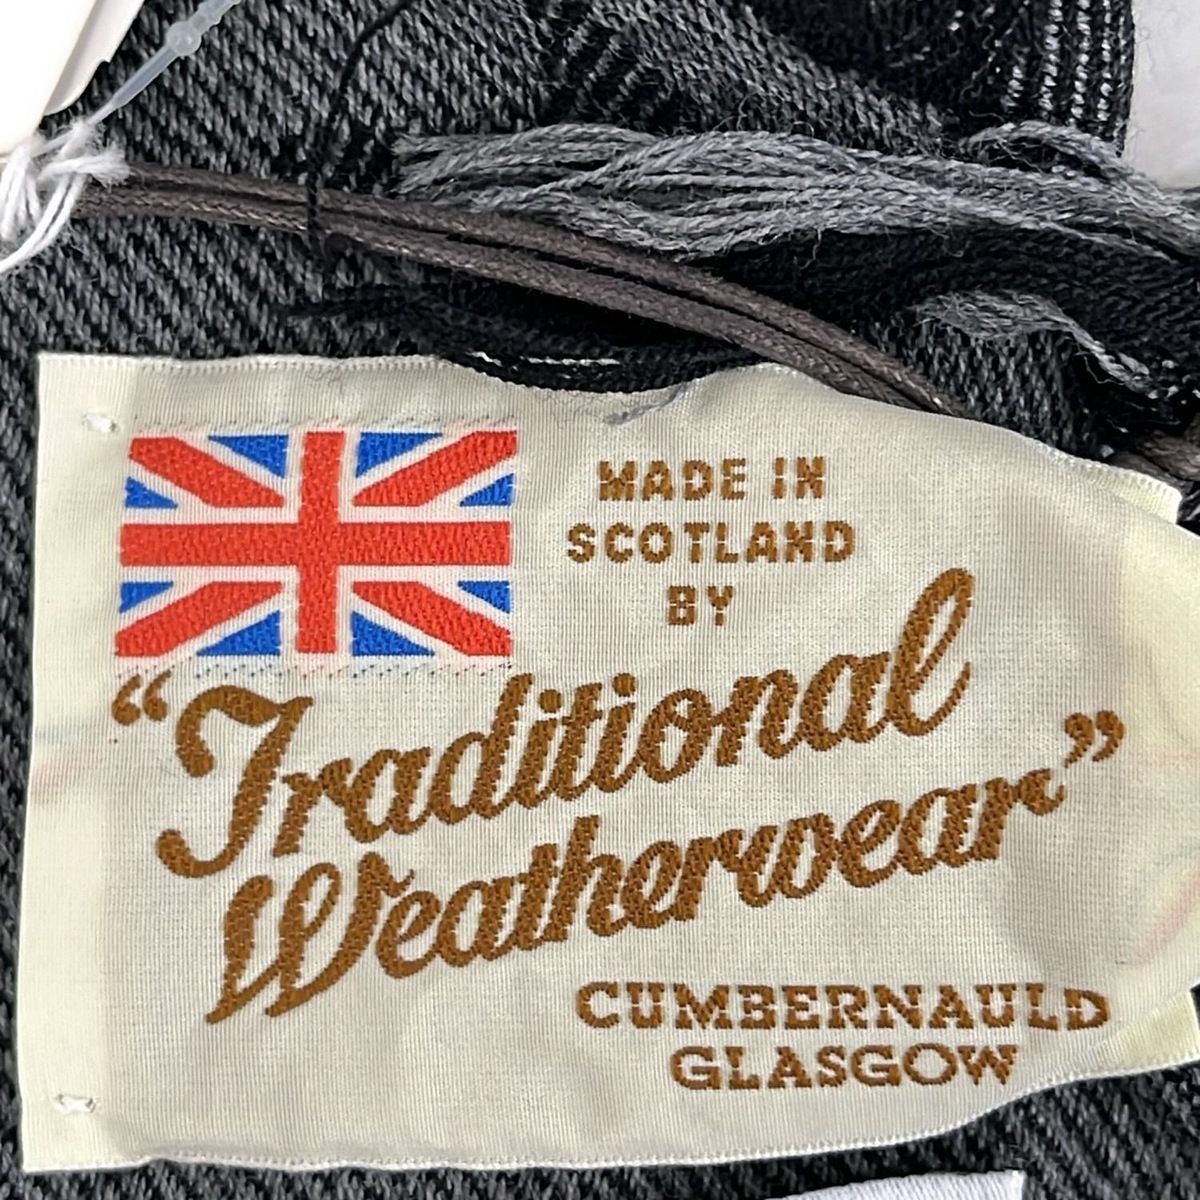 MADE IN
SCOTLAND
BY
“Traditional
Weatherwear”
CUMBERNAULD
GLASGOW